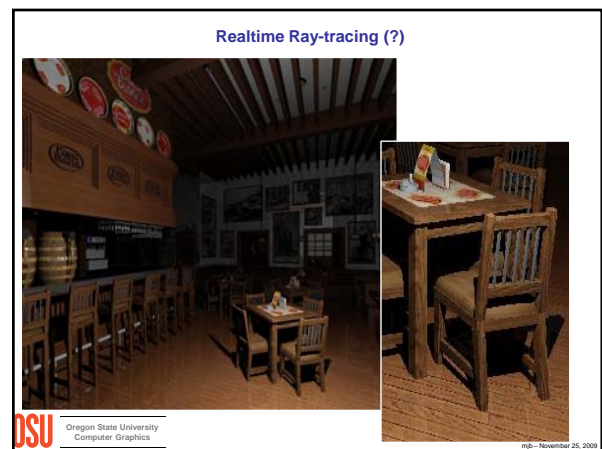 Realtime Ray-tracing (?)
OSU
Oregon State University
Computer Graphics
mjb – November 25, 2009